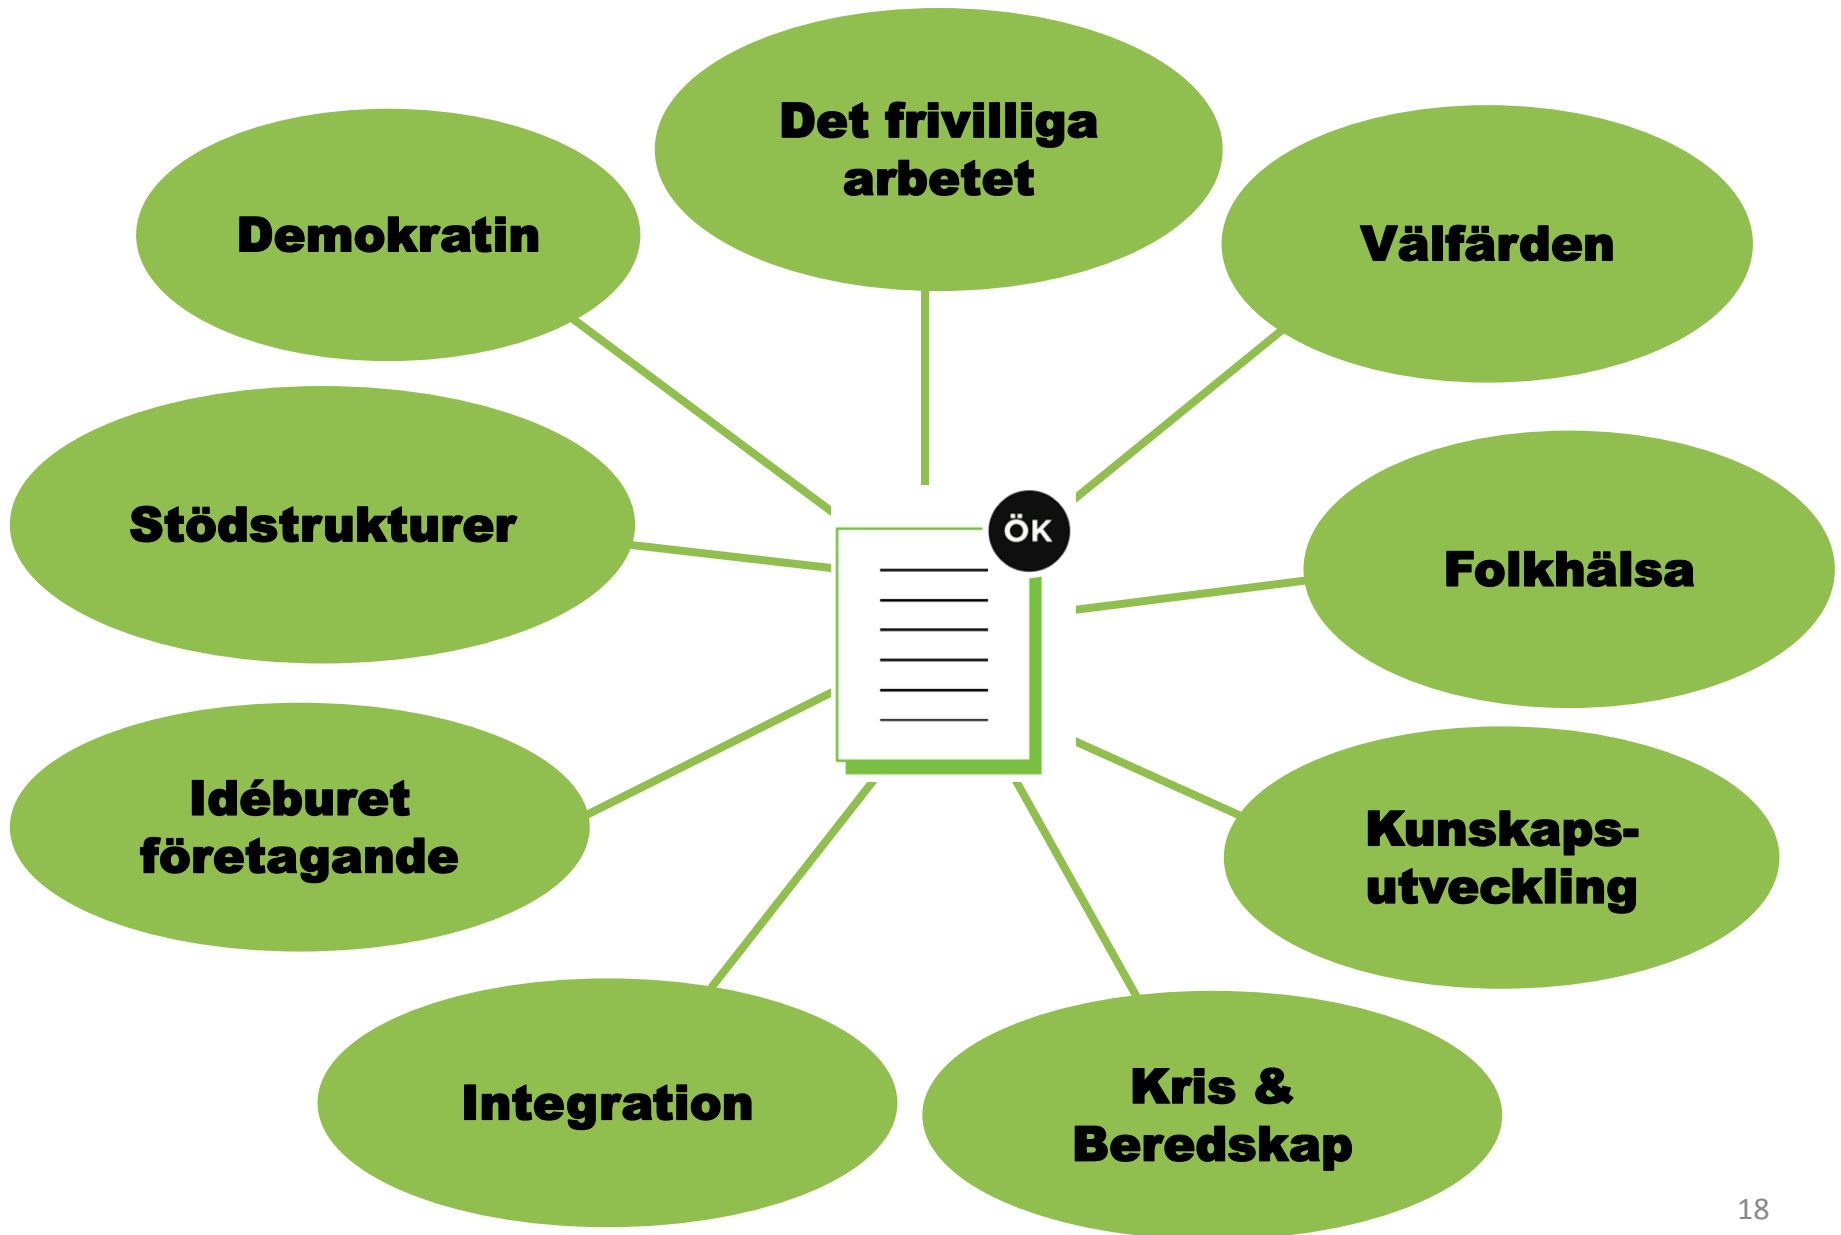 Det frivilliga
arbetet
Demokratin
Välfärden
Stödstrukturer
ÖK
Folkhälsa
Idéburet
företagande
Kunskaps-
utveckling
Integration
Kris &
Beredskap
18